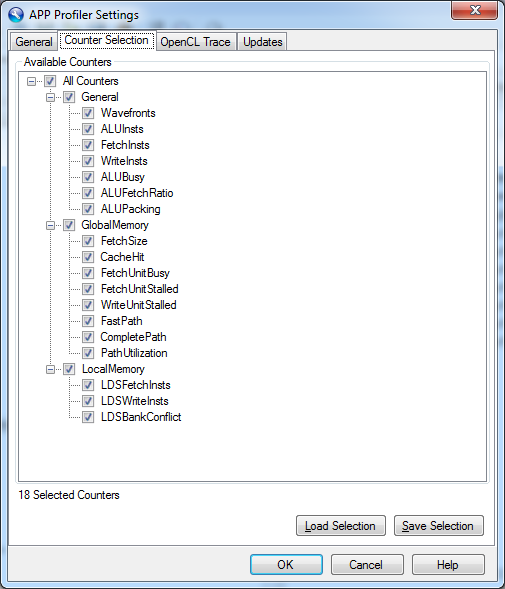 APP Profiler Settings
General Counter Selection OpenCL Trace Updates
Available Counters
All Counters
General
Wavefronts
ALUInsts
FetchInsts
WriteInsts
ALUBusy
ALUFetchRatio
ALUPacking
GlobalMemory
FetchSize
CacheHit
FetchUnitBusy
FetchUnitStalled
WriteUnitStalled
FastPath
CompletePath
PathUtilization
LocalMemory
LDSFetchInsts
LDSWriteInsts
LDSBankConflict
18 Selected Counters
Load Selection Save Selection
OK Cancel Help